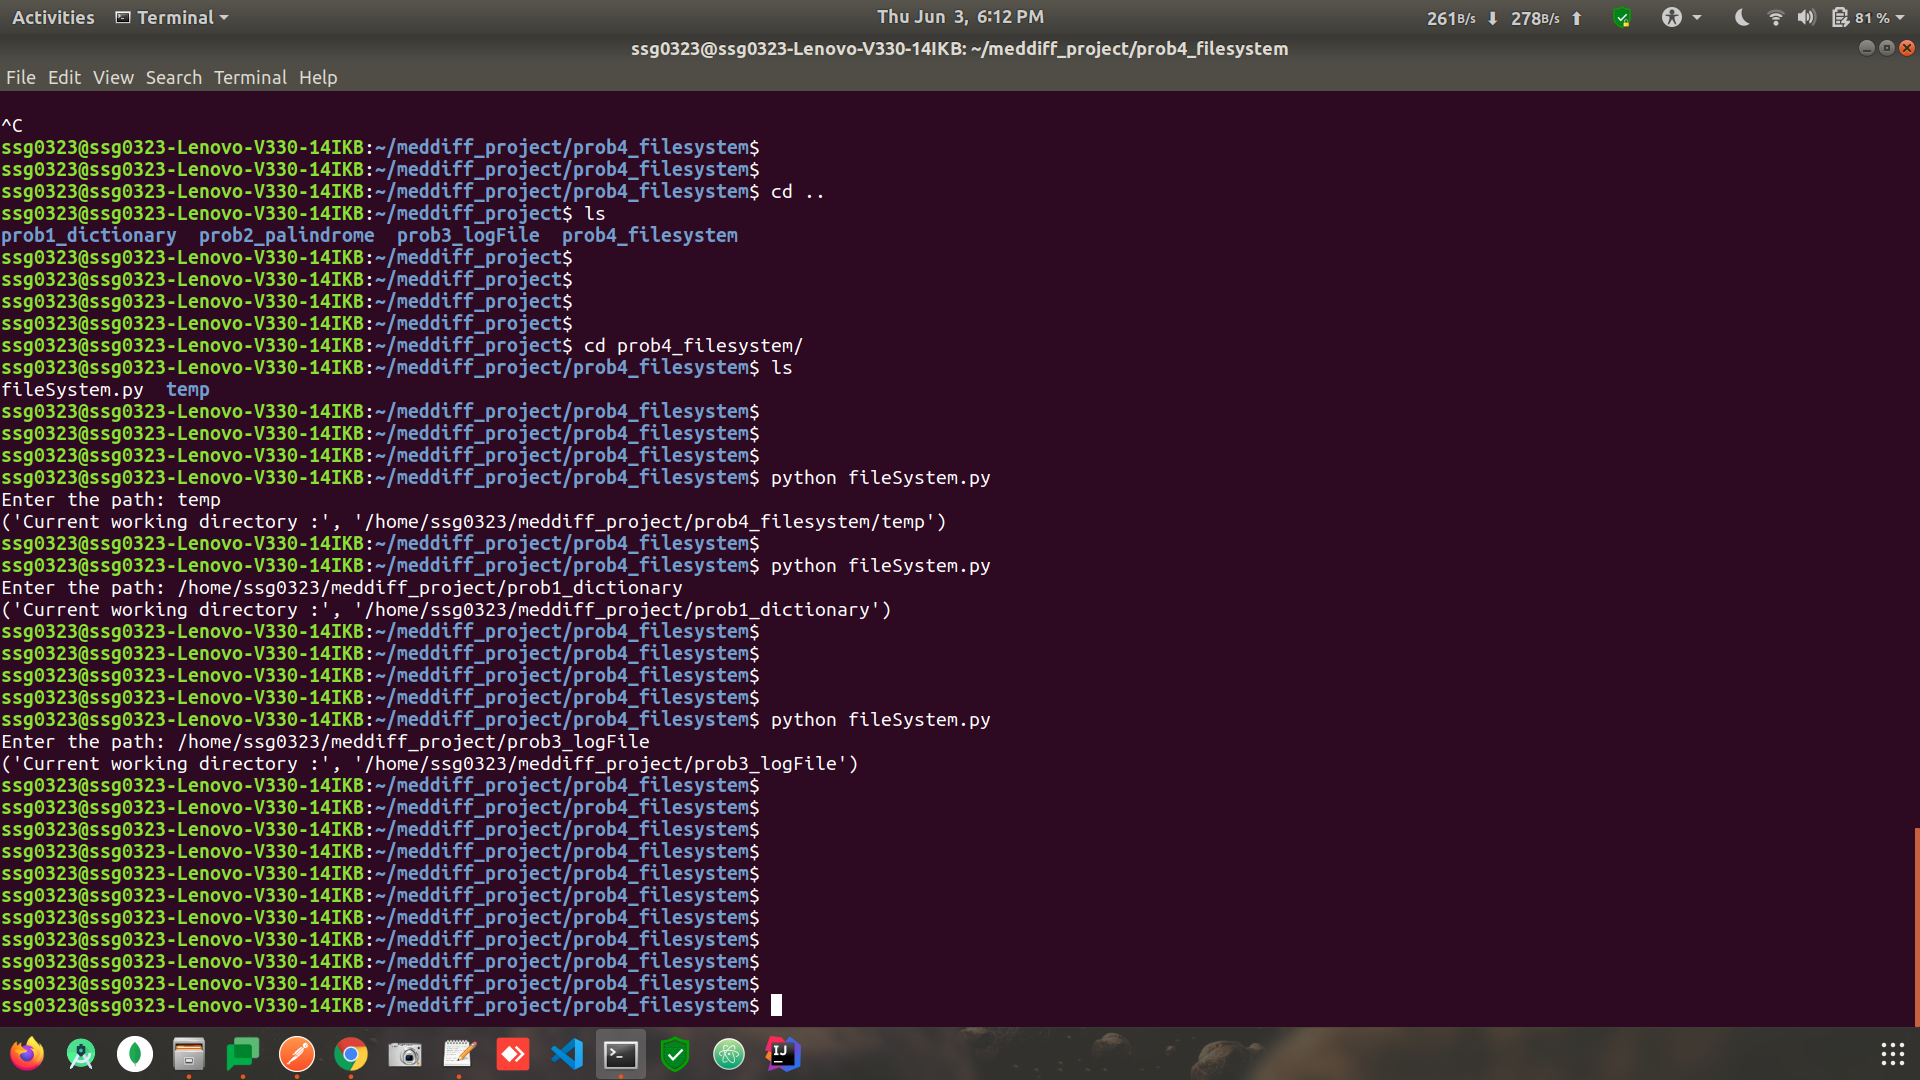 Activities Terminal Thu Jun 3, 6:12 PM 261B/s 278B/s 81 %
ssg0323@ssg0323-Lenovo-V330-14IKB: ~/meddiff_project/prob4_filesystem
File Edit View Search Terminal Help
^C
ssg0323@ssg0323-Lenovo-V330-14IKB:~/meddiff_project/prob4_filesystem$
ssg0323@ssg0323-Lenovo-V330-14IKB:~/meddiff_project/prob4_filesystem$
ssg0323@ssg0323-Lenovo-V330-14IKB:~/meddiff_project/prob4_filesystem$ cd ..
ssg0323@ssg0323-Lenovo-V330-14IKB:~/meddiff_project$ ls
prob1_dictionary prob2_palindrome prob3_logFile prob4_filesystem
ssg0323@ssg0323-Lenovo-V330-14IKB:~/meddiff_project$
ssg0323@ssg0323-Lenovo-V330-14IKB:~/meddiff_project$
ssg0323@ssg0323-Lenovo-V330-14IKB:~/meddiff_project$
ssg0323@ssg0323-Lenovo-V330-14IKB:~/meddiff_project$
ssg0323@ssg0323-Lenovo-V330-14IKB:~/meddiff_project$ cd prob4_filesystem/
ssg0323@ssg0323-Lenovo-V330-14IKB:~/meddiff_project/prob4_filesystem$ ls
fileSystem.py temp
ssg0323@ssg0323-Lenovo-V330-14IKB:~/meddiff_project/prob4_filesystem$
ssg0323@ssg0323-Lenovo-V330-14IKB:~/meddiff_project/prob4_filesystem$
ssg0323@ssg0323-Lenovo-V330-14IKB:~/meddiff_project/prob4_filesystem$
ssg0323@ssg0323-Lenovo-V330-14IKB:~/meddiff_project/prob4_filesystem$ python fileSystem.py
Enter the path: temp
('Current working directory :', '/home/ssg0323/meddiff_project/prob4_filesystem/temp')
ssg0323@ssg0323-Lenovo-V330-14IKB:~/meddiff_project/prob4_filesystem$
ssg0323@ssg0323-Lenovo-V330-14IKB:~/meddiff_project/prob4_filesystem$ python fileSystem.py
Enter the path: /home/ssg0323/meddiff_project/prob1_dictionary
('Current working directory :', '/home/ssg0323/meddiff_project/prob1_dictionary')
ssg0323@ssg0323-Lenovo-V330-14IKB:~/meddiff_project/prob4_filesystem$
ssg0323@ssg0323-Lenovo-V330-14IKB:~/meddiff_project/prob4_filesystem$
ssg0323@ssg0323-Lenovo-V330-14IKB:~/meddiff_project/prob4_filesystem$
ssg0323@ssg0323-Lenovo-V330-14IKB:~/meddiff_project/prob4_filesystem$
ssg0323@ssg0323-Lenovo-V330-14IKB:~/meddiff_project/prob4_filesystem$ python fileSystem.py
Enter the path: /home/ssg0323/meddiff_project/prob3_logFile
('Current working directory :', '/home/ssg0323/meddiff_project/prob3_logFile')
ssg0323@ssg0323-Lenovo-V330-14IKB:~/meddiff_project/prob4_filesystem$
ssg0323@ssg0323-Lenovo-V330-14IKB:~/meddiff_project/prob4_filesystem$
ssg0323@ssg0323-Lenovo-V330-14IKB:~/meddiff_project/prob4_filesystem$
ssg0323@ssg0323-Lenovo-V330-14IKB:~/meddiff_project/prob4_filesystem$
ssg0323@ssg0323-Lenovo-V330-14IKB:~/meddiff_project/prob4_filesystem$
ssg0323@ssg0323-Lenovo-V330-14IKB:~/meddiff_project/prob4_filesystem$
ssg0323@ssg0323-Lenovo-V330-14IKB:~/meddiff_project/prob4_filesystem$
ssg0323@ssg0323-Lenovo-V330-14IKB:~/meddiff_project/prob4_filesystem$
ssg0323@ssg0323-Lenovo-V330-14IKB:~/meddiff_project/prob4_filesystem$
ssg0323@ssg0323-Lenovo-V330-14IKB:~/meddiff_project/prob4_filesystem$
ssg0323@ssg0323-Lenovo-V330-14IKB:~/meddiff_project/prob4_filesystem$
IJ